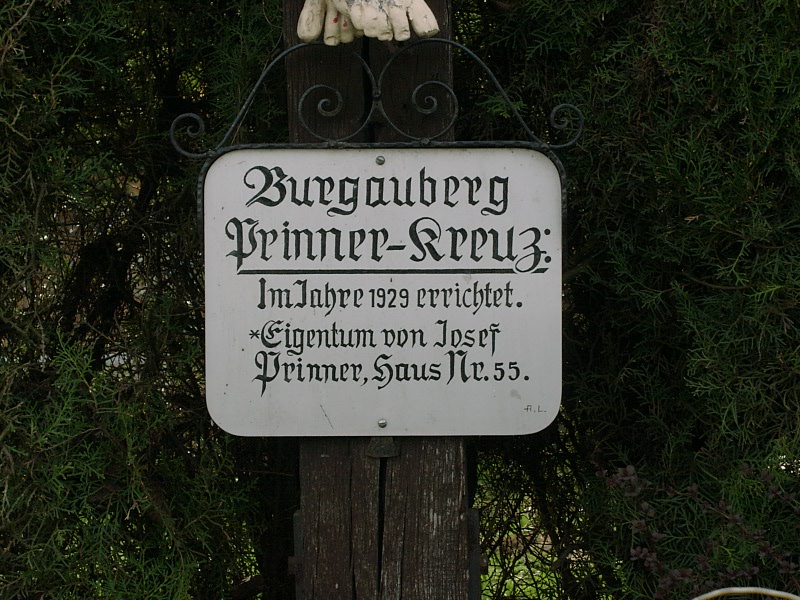 Burgauberg
Prinner-Kreuz:
Im Jahre 1929 errichtet.
*Eigentum von Josef
Prinner, Haus Nr. 55.
A.L.